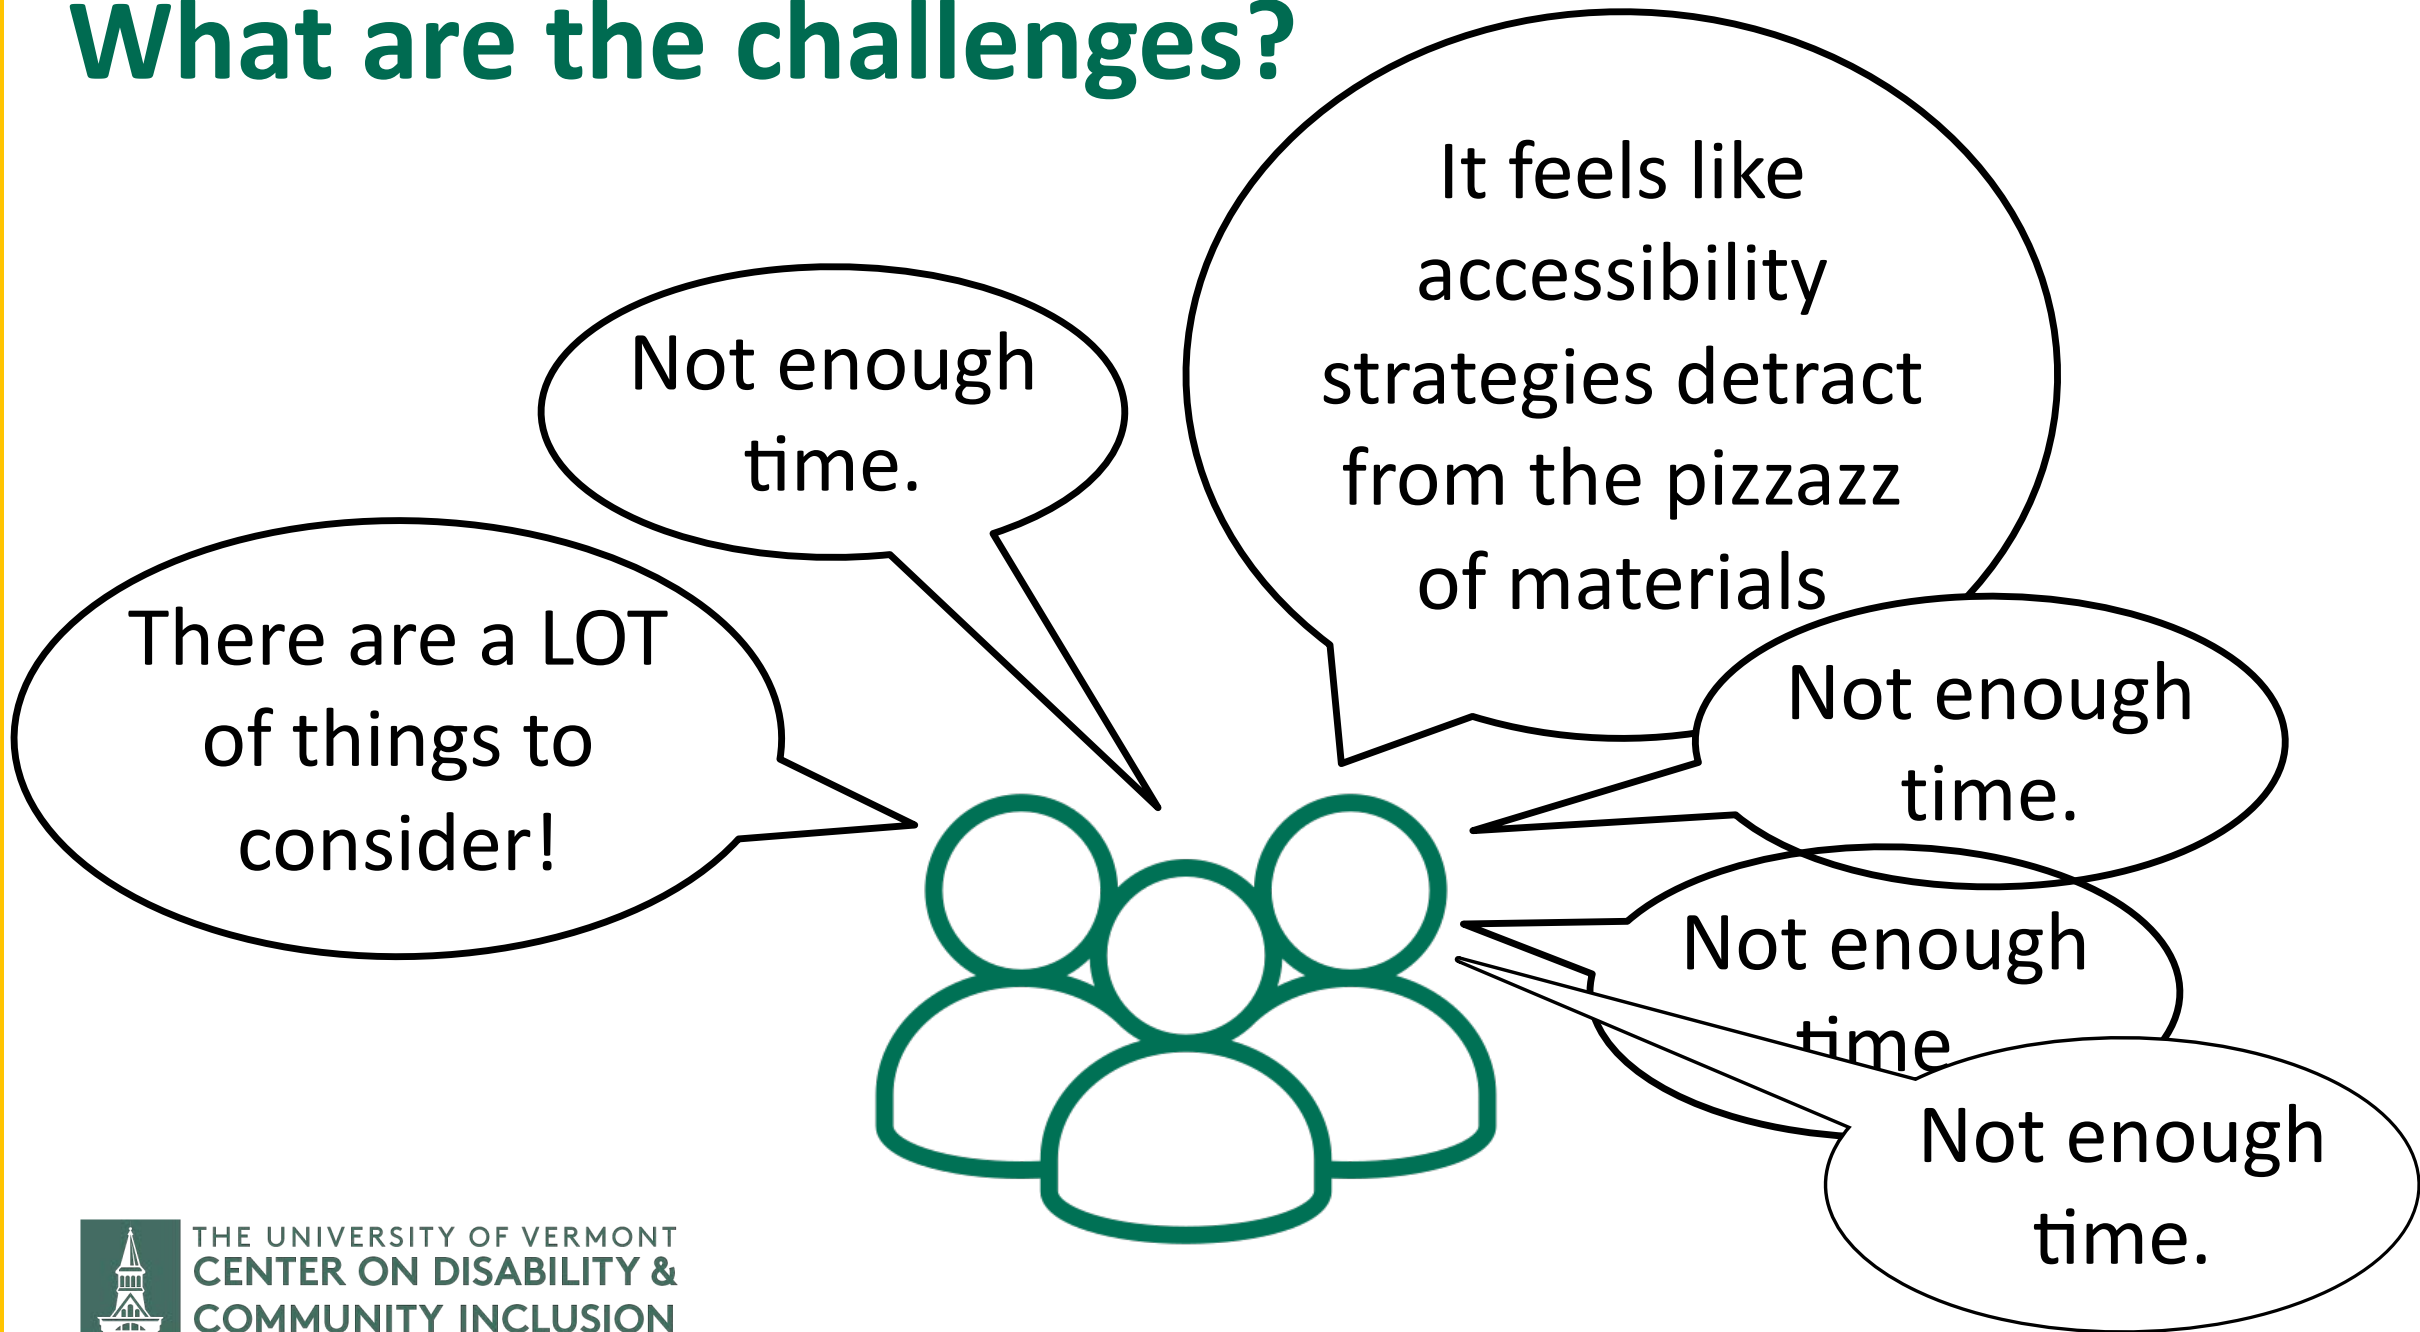 What are the challenges?
It feels like
accessibility
strategies detract
from the pizzazz
of materials
Not enough
time.
There are a LOT
of things to
consider!
Not enough
time.
Not enough
time
Not enough
time.
THE UNIVERSITY OF VERMONT
CENTER ON DISABILITY &
COMMUNITY INCLUSION